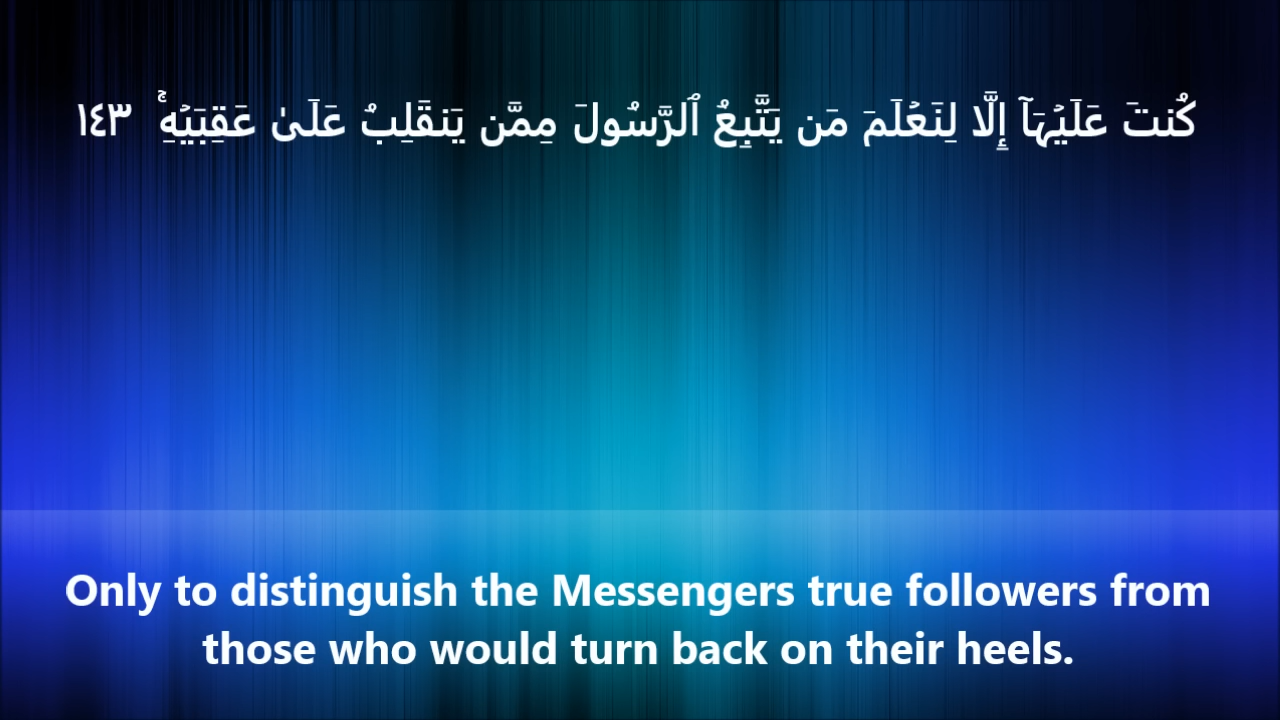 كُنتَ عَلَيۡهَآ إِلَّا لِنَعۡلَمَ مَن يَتَّبِعُ ٱلرَّسُولَ مِمَّن يَنقَلِبُ عَلَىٰ عَقِبَيۡهِۚ ١٤٣
Only to distinguish the Messengers true followers from
those who would turn back on their heels.